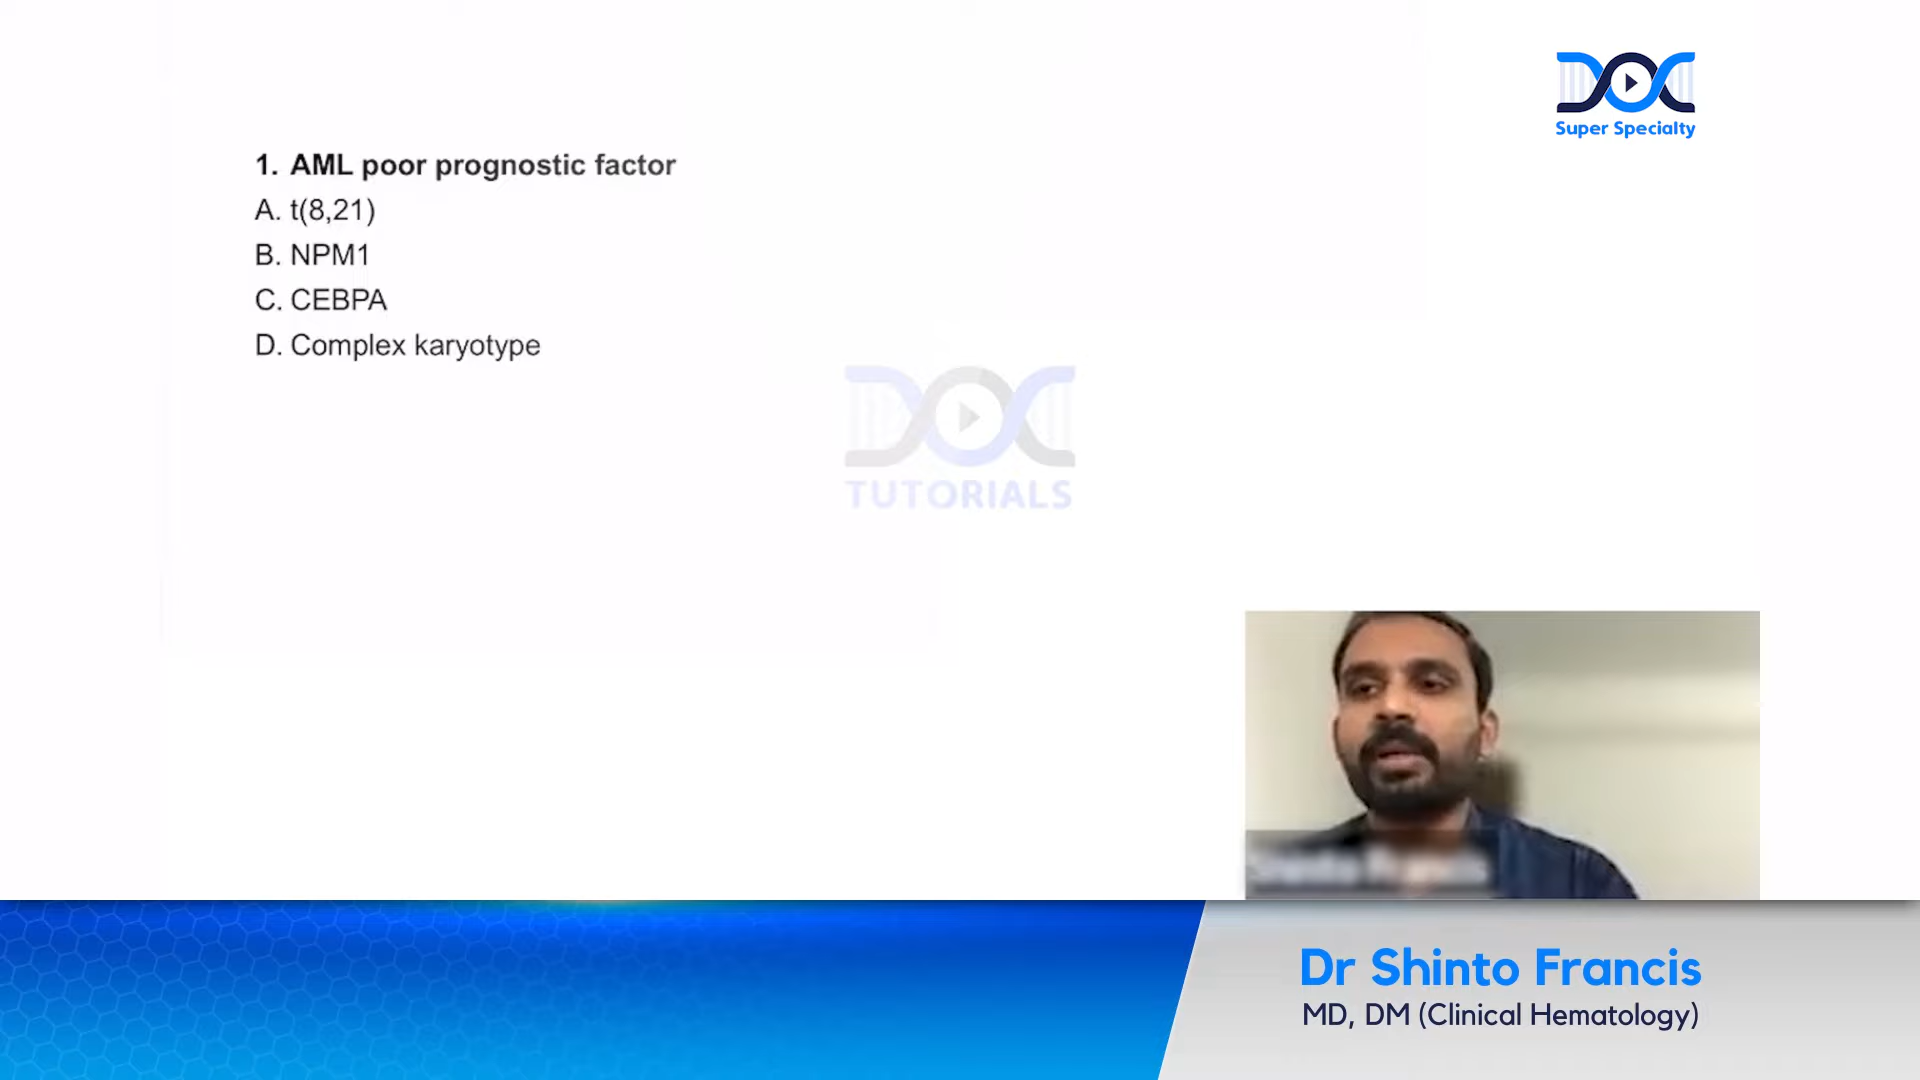 Super Specialty
1. AML poor prognostic factor
A. t(8,21)
B. NPM1
C. CEBPA
D. Complex karyotype
TUTORIALS
Dr Shinto Francis
MD, DM (Clinical Hematology)